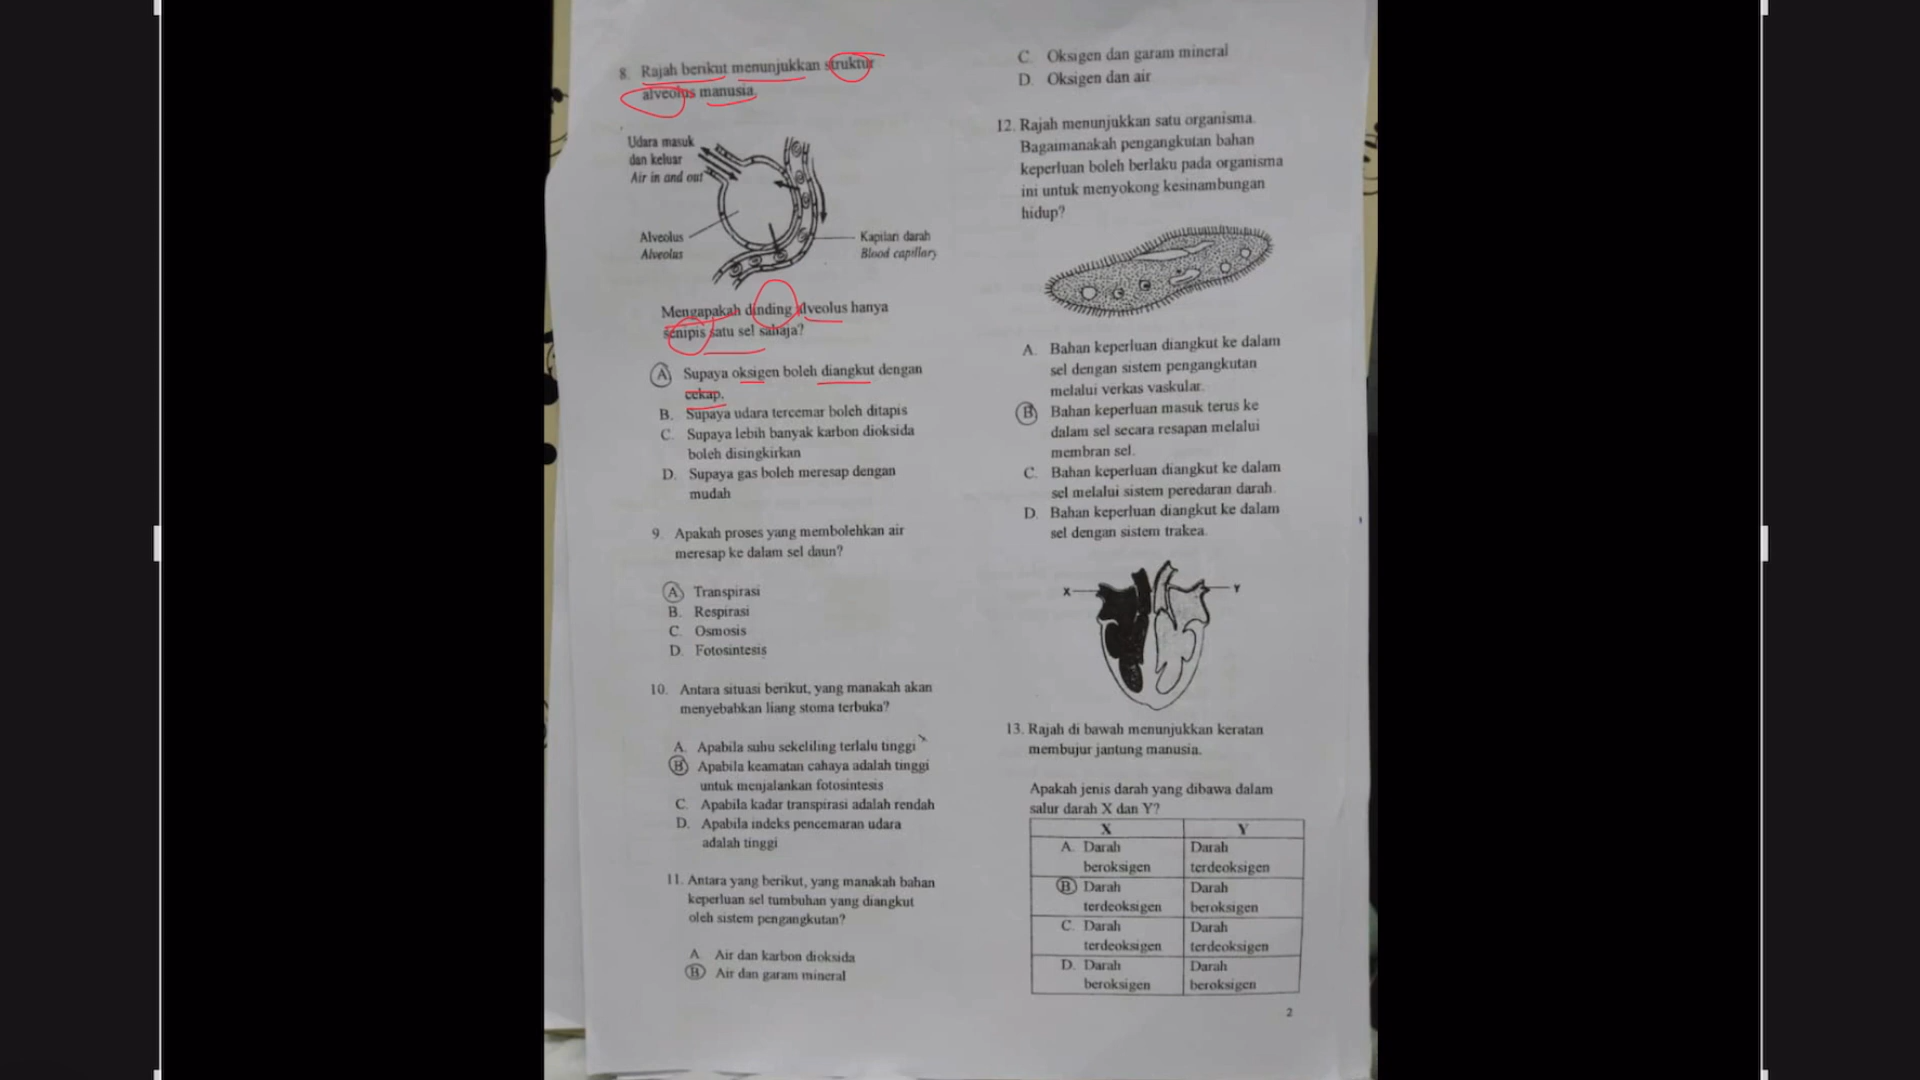 8. Rajah berikut menunjukkan struktur
alveolus manusia.
Udara masuk
dan keluar
Air in and out
Alveolus
Alveolus
Kapilari darah
Blood capillary
Mengapakah dinding alveolus hanya
senipis satu sel sahaja?
A. Supaya oksigen boleh diangkut dengan
cekap.
B. Supaya udara tercemar boleh ditapis
C. Supaya lebih banyak karbon dioksida
boleh disingkirkan
D. Supaya gas boleh meresap dengan
mudah
9. Apakah proses yang membolehkan air
meresap ke dalam sel daun?
A. Transpirasi
B. Respirasi
C. Osmosis
D. Fotosintesis
10. Antara situasi berikut, yang manakah akan
menyebabkan liang stoma terbuka?
A. Apabila suhu sekeliling terlalu tinggi
B. Apabila keamatan cahaya adalah tinggi
untuk menjalankan fotosintesis
C. Apabila kadar transpirasi adalah rendah
D. Apabila indeks pencemaran udara
adalah tinggi
11. Antara yang berikut, yang manakah bahan
keperluan sel tumbuhan yang diangkut
oleh sistem pengangkutan?
A. Air dan karbon dioksida
B. Air dan garam mineral
C. Oksigen dan garam mineral
D. Oksigen dan air
12. Rajah menunjukkan satu organisma.
Bagaimanakah pengangkutan bahan
keperluan boleh berlaku pada organisma
ini untuk menyokong kesinambungan
hidup?
A. Bahan keperluan diangkut ke dalam
sel dengan sistem pengangkutan
melalui verkas vaskular.
B. Bahan keperluan masuk terus ke
dalam sel secara resapan melalui
membran sel.
C. Bahan keperluan diangkut ke dalam
sel melalui sistem peredaran darah.
D. Bahan keperluan diangkut ke dalam
sel dengan sistem trakea.
X Y
13. Rajah di bawah menunjukkan keratan
membujur jantung manusia.
Apakah jenis darah yang dibawa dalam
salur darah X dan Y?
X Y
A. Darah Darah
beroksigen terdeoksigen
B. Darah Darah
terdeoksigen beroksigen
C. Darah Darah
terdeoksigen terdeoksigen
D. Darah Darah
beroksigen beroksigen
2